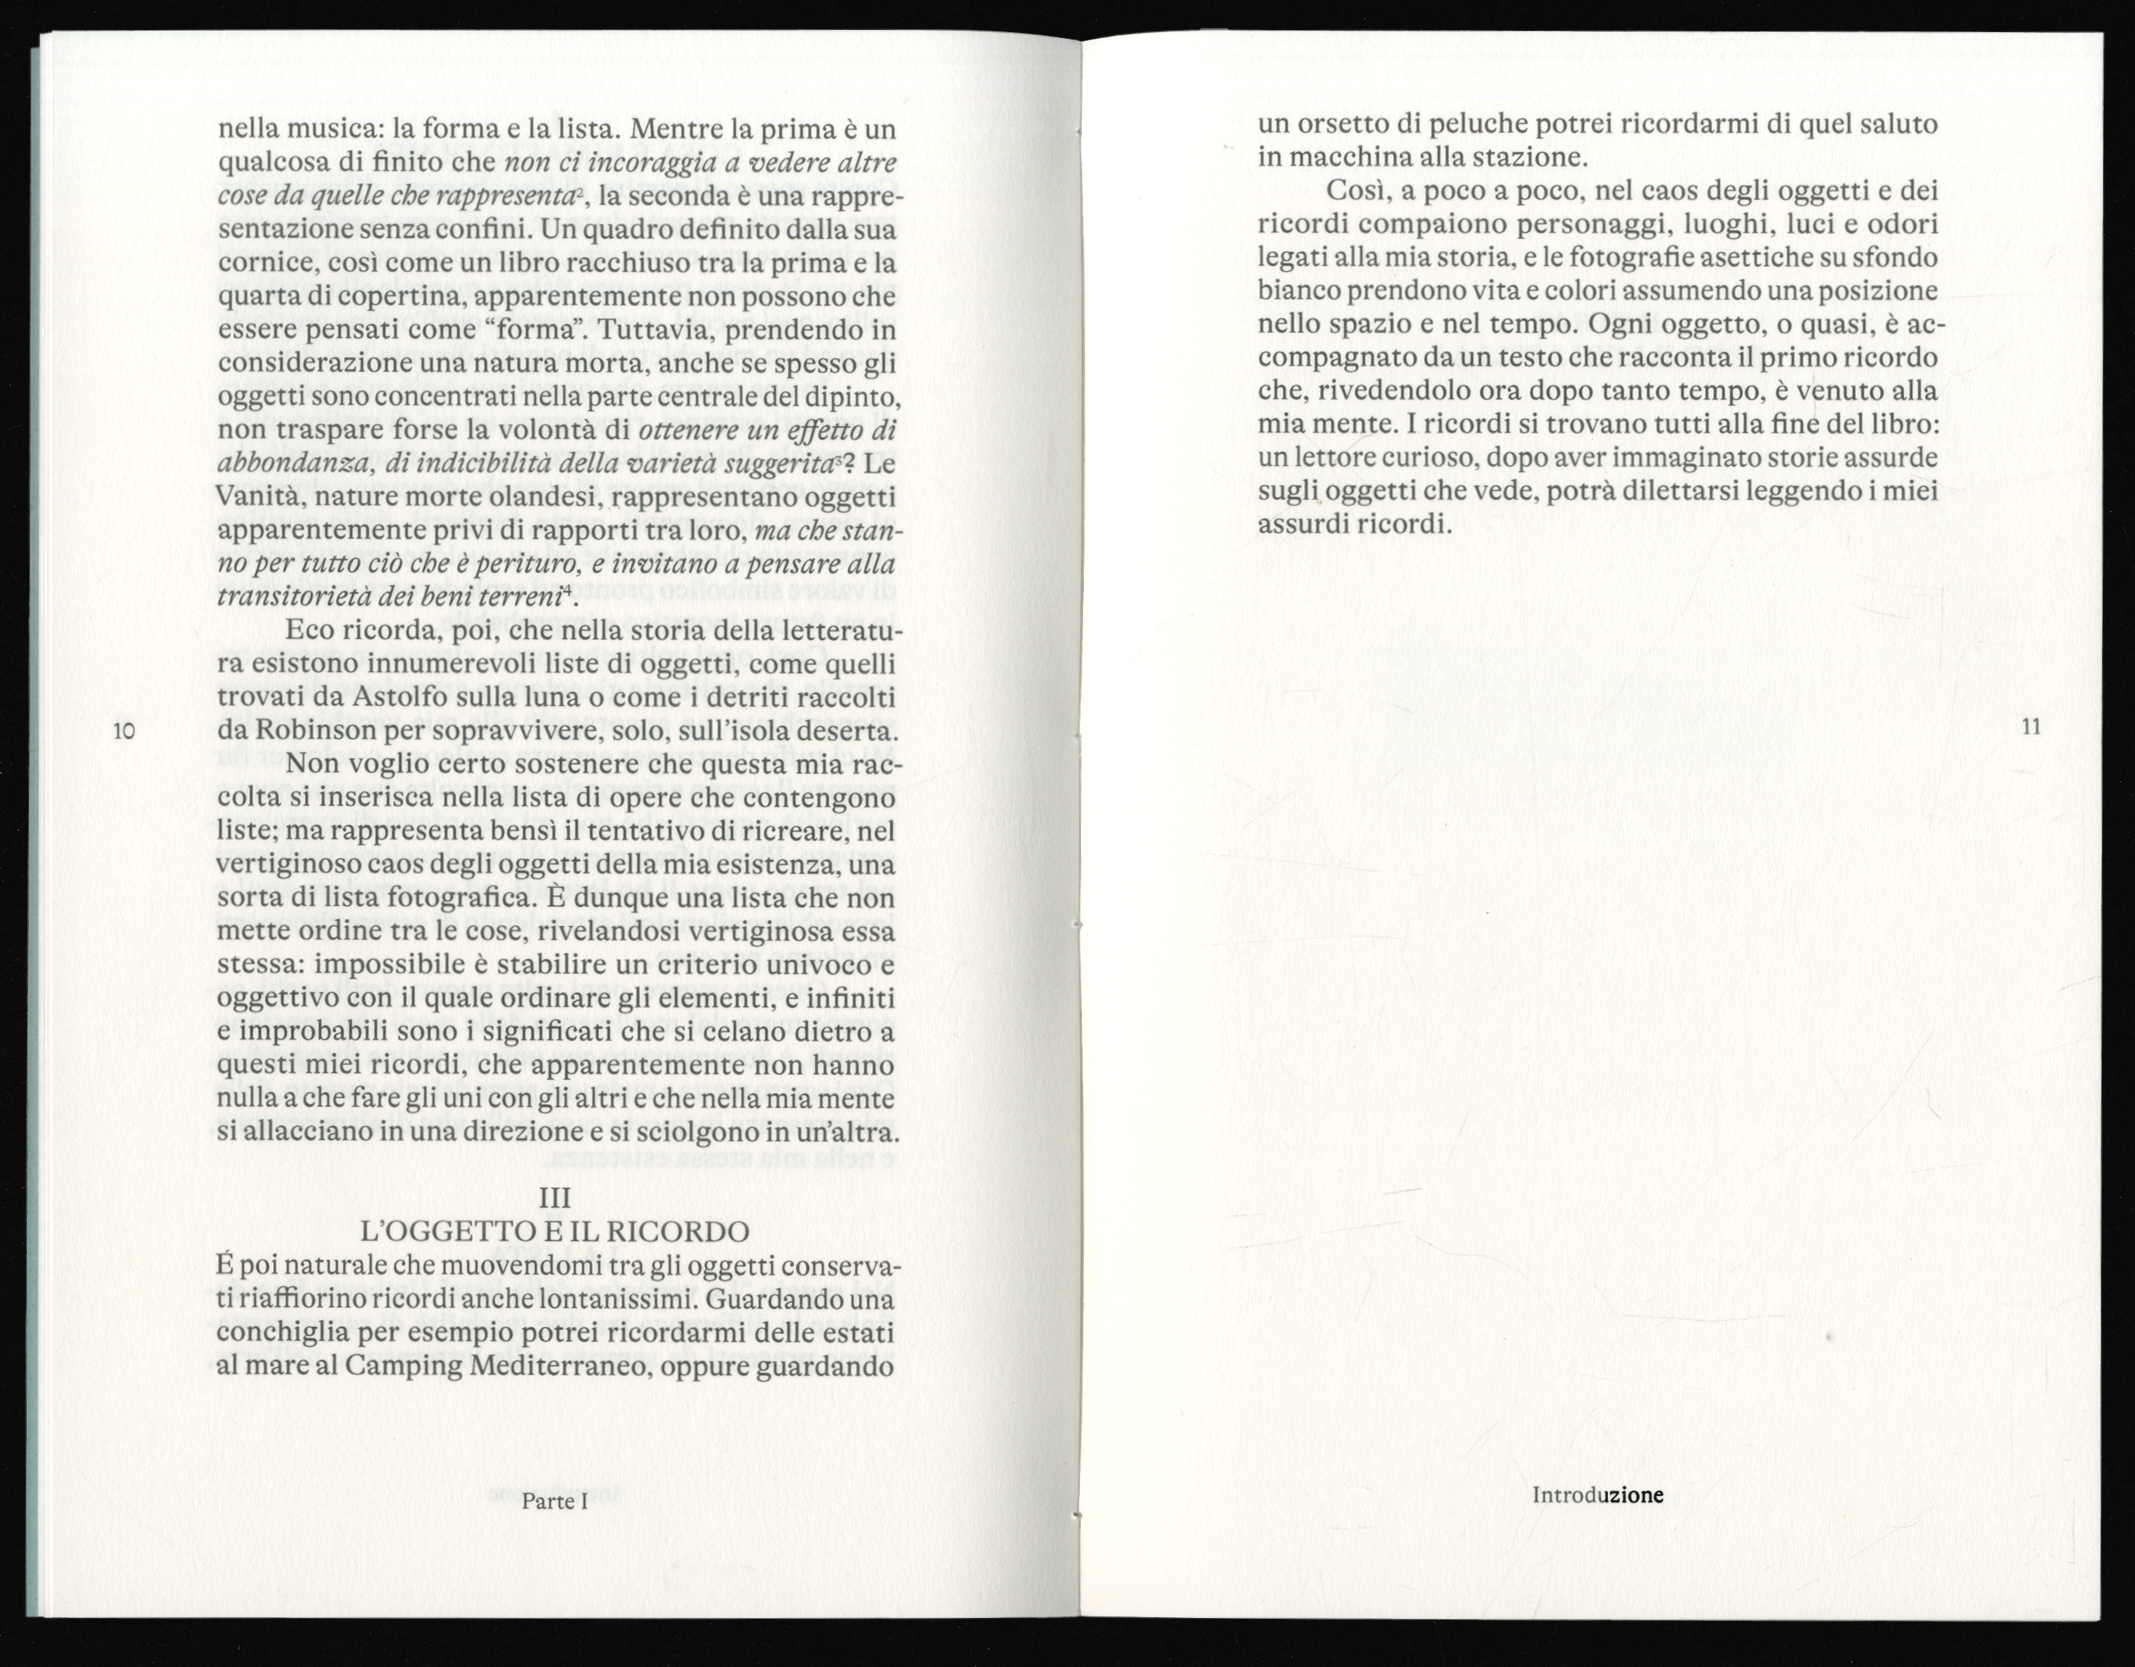 nella musica: la forma e la lista. Mentre la prima è un
qualcosa di finito che non ci incoraggia a vedere altre
cose da quelle che rappresenta², la seconda è una rappre-
sentazione senza confini. Un quadro definito dalla sua
cornice, così come un libro racchiuso tra la prima e la
quarta di copertina, apparentemente non possono che
essere pensati come “forma”. Tuttavia, prendendo in
considerazione una natura morta, anche se spesso gli
oggetti sono concentrati nella parte centrale del dipinto,
non traspare forse la volontà di ottenere un effetto di
abbondanza, di indicibilità della varietà suggerita³? Le
Vanità, nature morte olandesi, rappresentano oggetti
apparentemente privi di rapporti tra loro, ma che stan-
no per tutto ciò che è perituro, e invitano a pensare alla
transitorietà dei beni terreni⁴.
Eco ricorda, poi, che nella storia della letteratu-
ra esistono innumerevoli liste di oggetti, come quelli
trovati da Astolfo sulla luna o come i detriti raccolti
da Robinson per sopravvivere, solo, sull’isola deserta.
Non voglio certo sostenere che questa mia rac-
colta si inserisca nella lista di opere che contengono
liste; ma rappresenta bensì il tentativo di ricreare, nel
vertiginoso caos degli oggetti della mia esistenza, una
sorta di lista fotografica. È dunque una lista che non
mette ordine tra le cose, rivelandosi vertiginosa essa
stessa: impossibile è stabilire un criterio univoco e
oggettivo con il quale ordinare gli elementi, e infiniti
e improbabili sono i significati che si celano dietro a
questi miei ricordi, che apparentemente non hanno
nulla a che fare gli uni con gli altri e che nella mia mente
si allacciano in una direzione e si sciolgono in un’altra.
III
L’OGGETTO E IL RICORDO
É poi naturale che muovendomi tra gli oggetti conserva-
ti riaffiorino ricordi anche lontanissimi. Guardando una
conchiglia per esempio potrei ricordarmi delle estati
al mare al Camping Mediterraneo, oppure guardando
10
Parte I
un orsetto di peluche potrei ricordarmi di quel saluto
in macchina alla stazione.
Così, a poco a poco, nel caos degli oggetti e dei
ricordi compaiono personaggi, luoghi, luci e odori
legati alla mia storia, e le fotografie asettiche su sfondo
bianco prendono vita e colori assumendo una posizione
nello spazio e nel tempo. Ogni oggetto, o quasi, è ac-
compagnato da un testo che racconta il primo ricordo
che, rivedendolo ora dopo tanto tempo, è venuto alla
mia mente. I ricordi si trovano tutti alla fine del libro:
un lettore curioso, dopo aver immaginato storie assurde
sugli oggetti che vede, potrà dilettarsi leggendo i miei
assurdi ricordi.
11
Introduzione